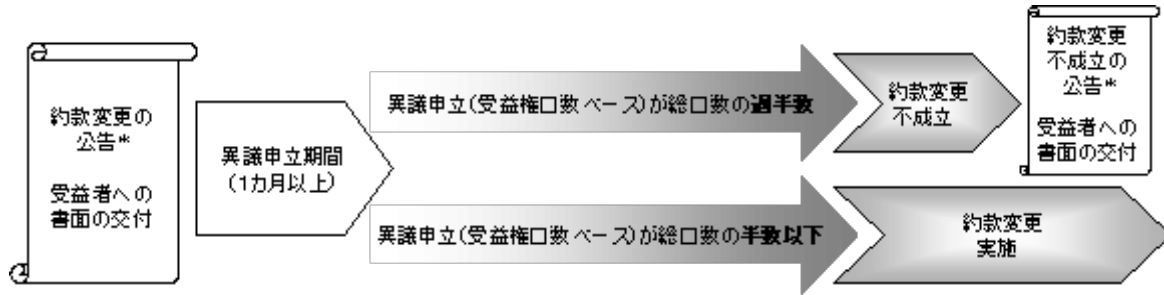 約款変更の
公告*
受益者への
書面の交付
異議申立期間
(1カ月以上)
異議申立(受益権口数ベース)が総口数の過半数
約款変更
不成立
約款変更
不成立の
公告*
受益者への
書面の交付
異議申立(受益権口数ベース)が総口数の半数以下
約款変更
実施